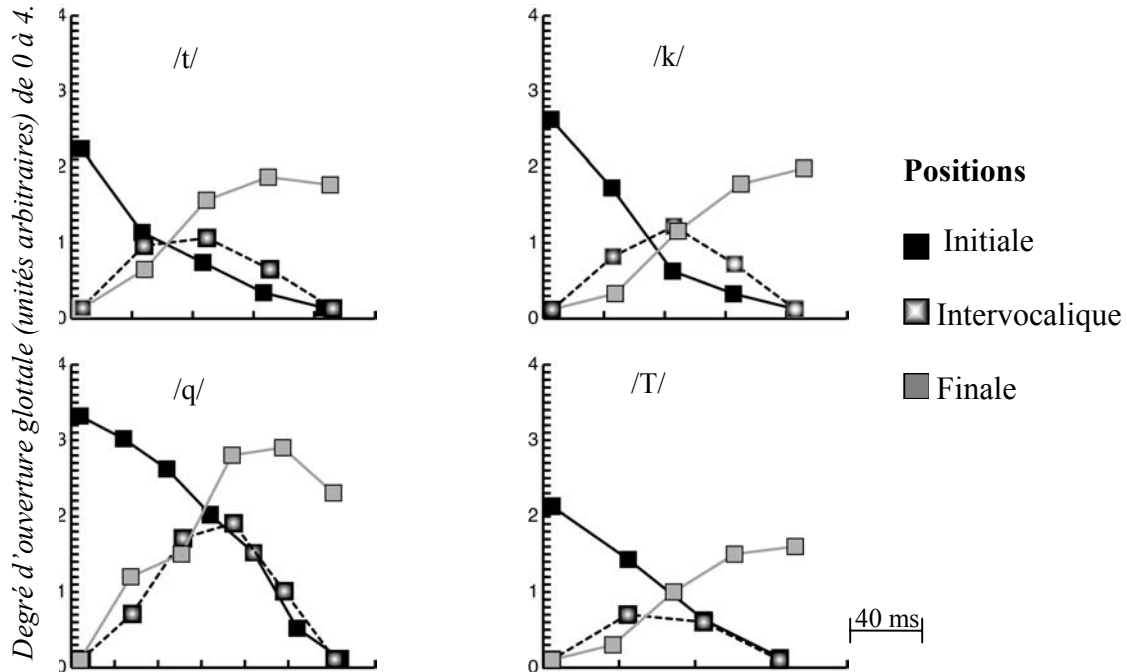 Degré d'ouverture glottale (unités arbitraires) de 0 à 4.
/t/
4
3
2
1
0
/k/
4
3
2
1
0
/q/
4
3
2
1
0
/T/
4
3
2
1
0
Positions
Initiale
Intervocalique
Finale
40 ms